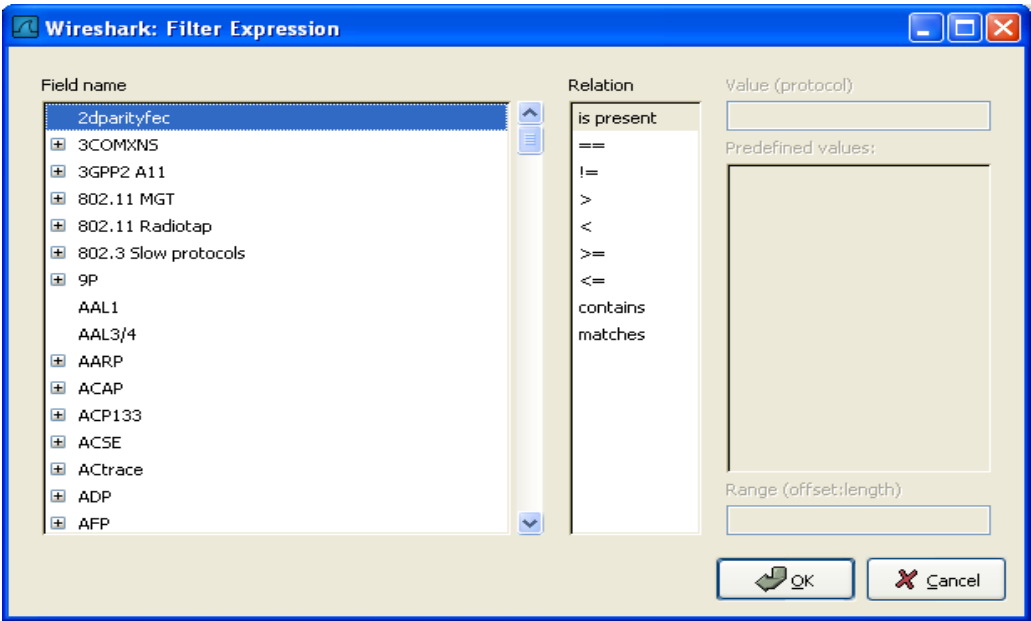 Wireshark: Filter Expression
Field name
2dparityfec
3COMXNS
3GPP2 A11
802.11 MGT
802.11 Radiotap
802.3 Slow protocols
9P
AAL1
AAL3/4
AARP
ACAP
ACP133
ACSE
ACtrace
ADP
AFP
Relation
is present
==
!=
>
<
>=
<=
contains
matches
Value (protocol)
Predefined values:
Range (offset:length)
OK
Cancel